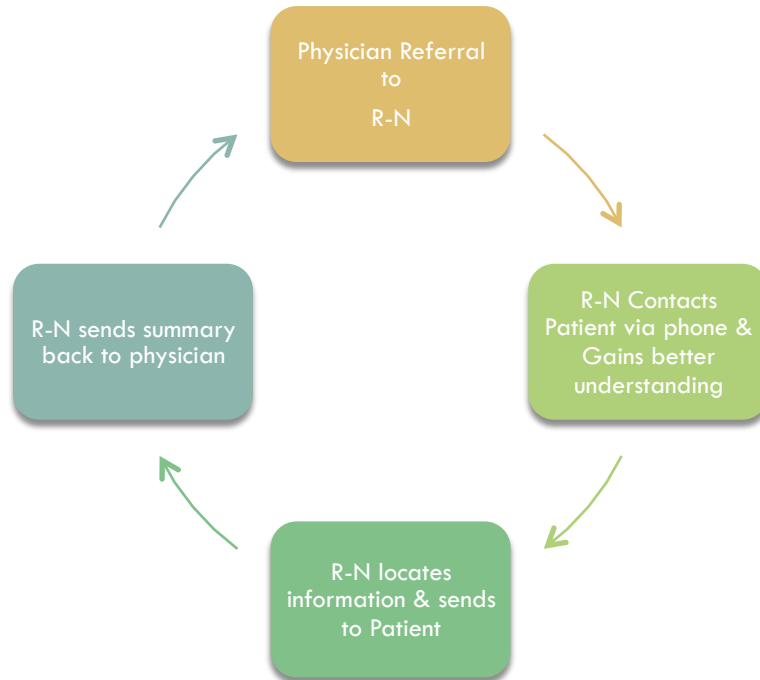 Physician Referral
to
R-N
R-N Contacts
Patient via phone &
Gains better
understanding
R-N locates
information & sends
to Patient
R-N sends summary
back to physician